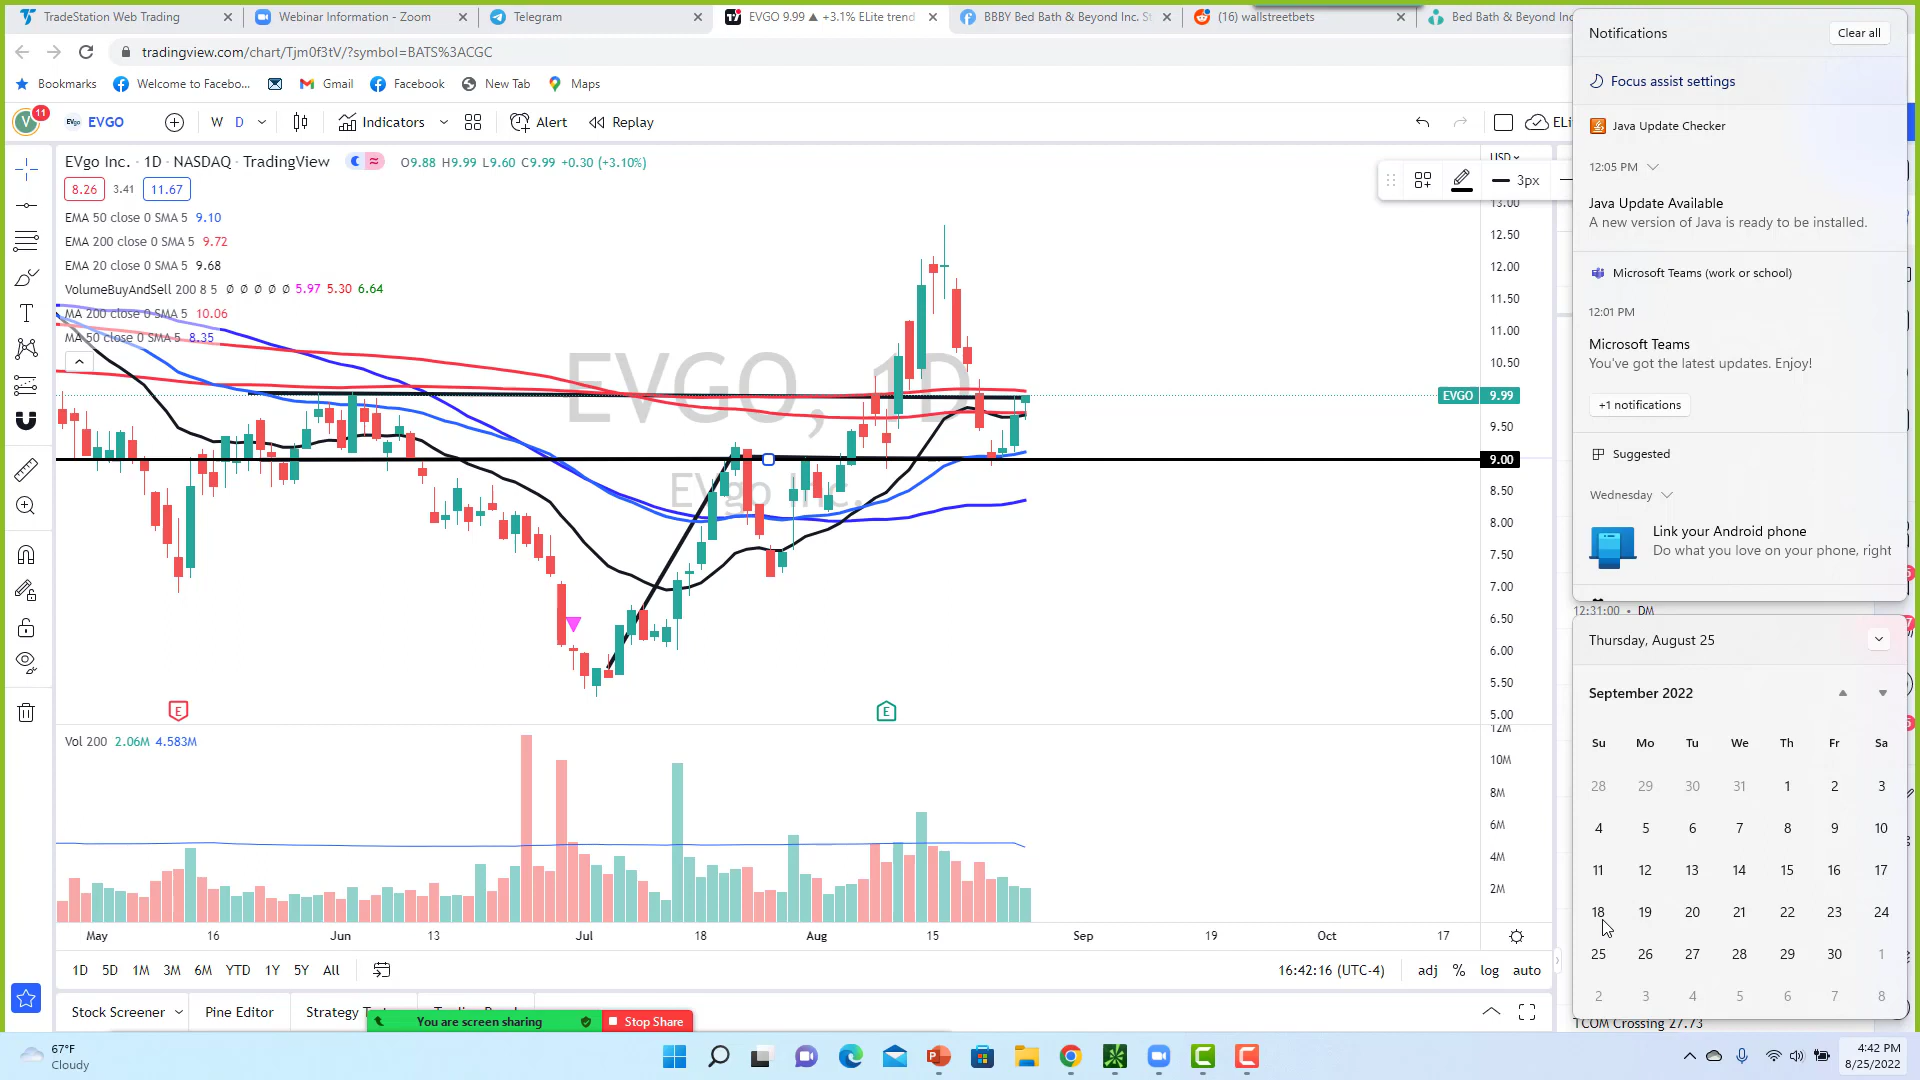 TradeStation Web Trading
Webinar Information - Zoom
Telegram
EVGO 9.99 ▲ +3.1% ELite trend
BBBY Bed Bath & Beyond Inc. St
(16) wallstreetbets
Bed Bath & Beyond Inc
tradingview.com/chart/Tjm0f3tV/?symbol=BATS%3ACGC
Bookmarks
Welcome to Facebo...
Gmail
Facebook
New Tab
Maps
V
11
EVGO
W
D
Indicators
Alert
Replay
ELi
EVgo Inc. · 1D · NASDAQ · TradingView
O9.88 H9.99 L9.60 C9.99 +0.30 (+3.10%)
8.26
3.41
11.67
EMA 50 close 0 SMA 5 9.10
EMA 200 close 0 SMA 5 9.72
EMA 20 close 0 SMA 5 9.68
VolumeBuyAndSell 200 8 5 Ø Ø Ø Ø Ø 5.97 5.30 6.64
MA 200 close 0 SMA 5 10.06
MA 50 close 0 SMA 5 8.35
EVGO, 1D
EVgo Inc.
3px
USD
13.00
12.50
12.00
11.50
11.00
10.50
EVGO 9.99
9.50
9.00
8.50
8.00
7.50
7.00
6.50
6.00
5.50
5.00
E
E
Vol 200 2.06M 4.583M
12M
10M
8M
6M
4M
2M
May
16
Jun
13
Jul
18
Aug
15
Sep
19
Oct
17
1D
5D
1M
3M
6M
YTD
1Y
5Y
All
16:42:16 (UTC-4)
adj
%
log
auto
Stock Screener
Pine Editor
Strategy
You are screen sharing
Stop Share
Notifications
Clear all
Focus assist settings
Java Update Checker
12:05 PM
Java Update Available
A new version of Java is ready to be installed.
Microsoft Teams (work or school)
12:01 PM
Microsoft Teams
You've got the latest updates. Enjoy!
+1 notifications
Suggested
Wednesday
Link your Android phone
Do what you love on your phone, right
12:31:00 • DM
Thursday, August 25
September 2022
Su Mo Tu We Th Fr Sa
28 29 30 31 1 2 3
4 5 6 7 8 9 10
11 12 13 14 15 16 17
18 19 20 21 22 23 24
25 26 27 28 29 30 1
2 3 4 5 6 7 8
TCOM Crossing 27.73
67°F
Cloudy
4:42 PM
8/25/2022